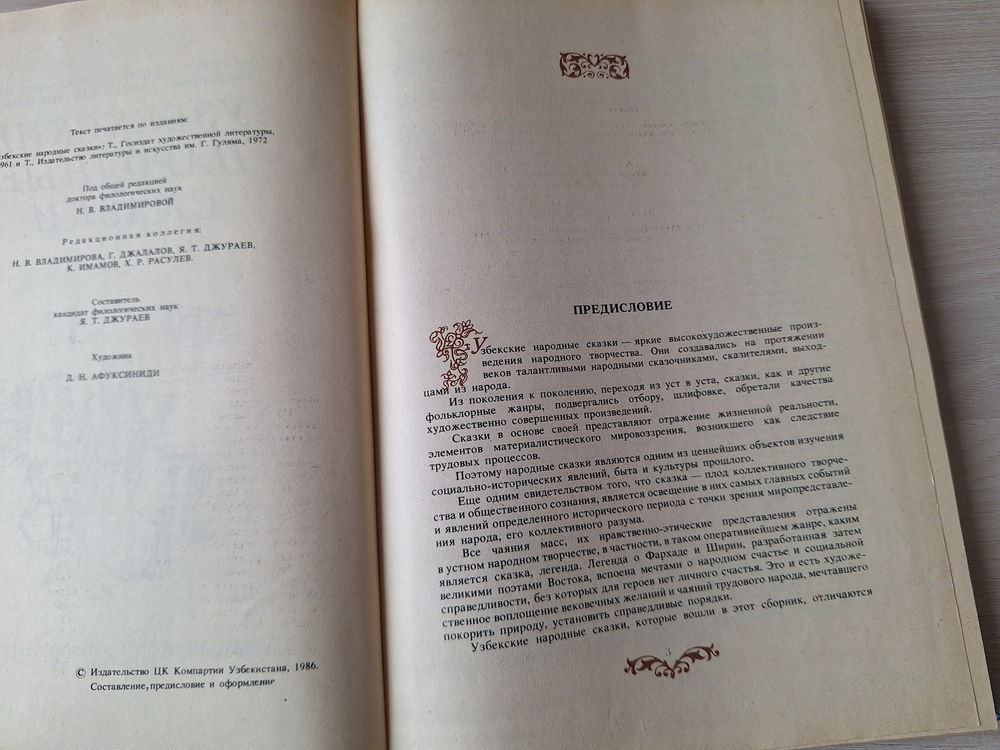 Текст печатается по изданиям:
збекские народные сказки»: Т., Госиздат художественной литературы,
961 и Т., Издательство литературы и искусства им. Г. Гуляма, 1972
Под общей редакцией
доктора филологических наук
Н. В. ВЛАДИМИРОВОЙ
Редакционная коллегия:
Н. В. ВЛАДИМИРОВА, Г. ДЖАЛАЛОВ, Я. Т. ДЖУРАЕВ,
К. ИМАМОВ, Х. Р. РАСУЛЕВ.
Составитель
кандидат филологических наук
Я. Т. ДЖУРАЕВ
Художник
Д. Н. АФУКСИНИДИ
© Издательство ЦК Компартии Узбекистана, 1986.
Составление, предисловие и оформление
ПРЕДИСЛОВИЕ
Узбекские народные сказки — яркие высокохудожественные произ-
ведения народного творчества. Они создавались на протяжении
веков талантливыми народными сказочниками, сказителями, выход-
цами из народа.
Из поколения к поколению, переходя из уст в уста, сказки, как и другие
фольклорные жанры, подвергались отбору, шлифовке, обретали качества
художественно совершенных произведений.
Сказки в основе своей представляют отражение жизненной реальности,
элементов материалистического мировоззрения, возникшего как следствие
трудовых процессов.
Поэтому народные сказки являются одним из ценнейших объектов изучения
социально-исторических явлений, быта и культуры прошлого.
Еще одним свидетельством того, что сказка — плод коллективного творче-
ства и общественного сознания, является освещение в них самых главных событий
и явлений определенного исторического периода с точки зрения миропредставле-
ния народа, его коллективного разума.
Все чаяния масс, их нравственно-этические представления отражены
в устном народном творчестве, в частности, в таком оперативнейшем жанре, каким
является сказка, легенда. Легенда о Фархаде и Ширин, разработанная затем
великими поэтами Востока, вспоена мечтами о народном счастье и социальной
справедливости, без которых для героев нет личного счастья. Это и есть художе-
ственное воплощение вековечных желаний и чаяний трудового народа, мечтавшего
покорить природу, установить справедливые порядки.
Узбекские народные сказки, которые вошли в этот сборник, отличаются
3